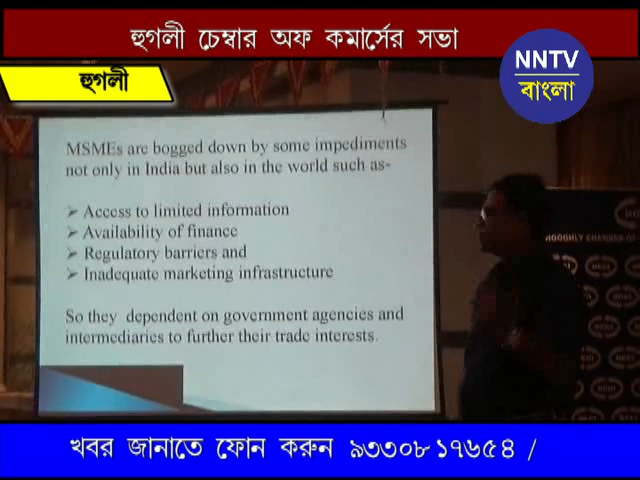 হুগলী চেম্বার অফ কমার্সের সভা
NNTV
বাংলা
হুগলী
MSMEs are bogged down by some impediments
not only in India but also in the world such as-
➢ Access to limited information
➢ Availability of finance
➢ Regulatory barriers and
➢ Inadequate marketing infrastructure
So they dependent on government agencies and
intermediaries to further their trade interests.
HOOGHLY CHAMBER OF
খবর জানাতে ফোন করুন ৯৩৩০৮১৭৬৫৪ /